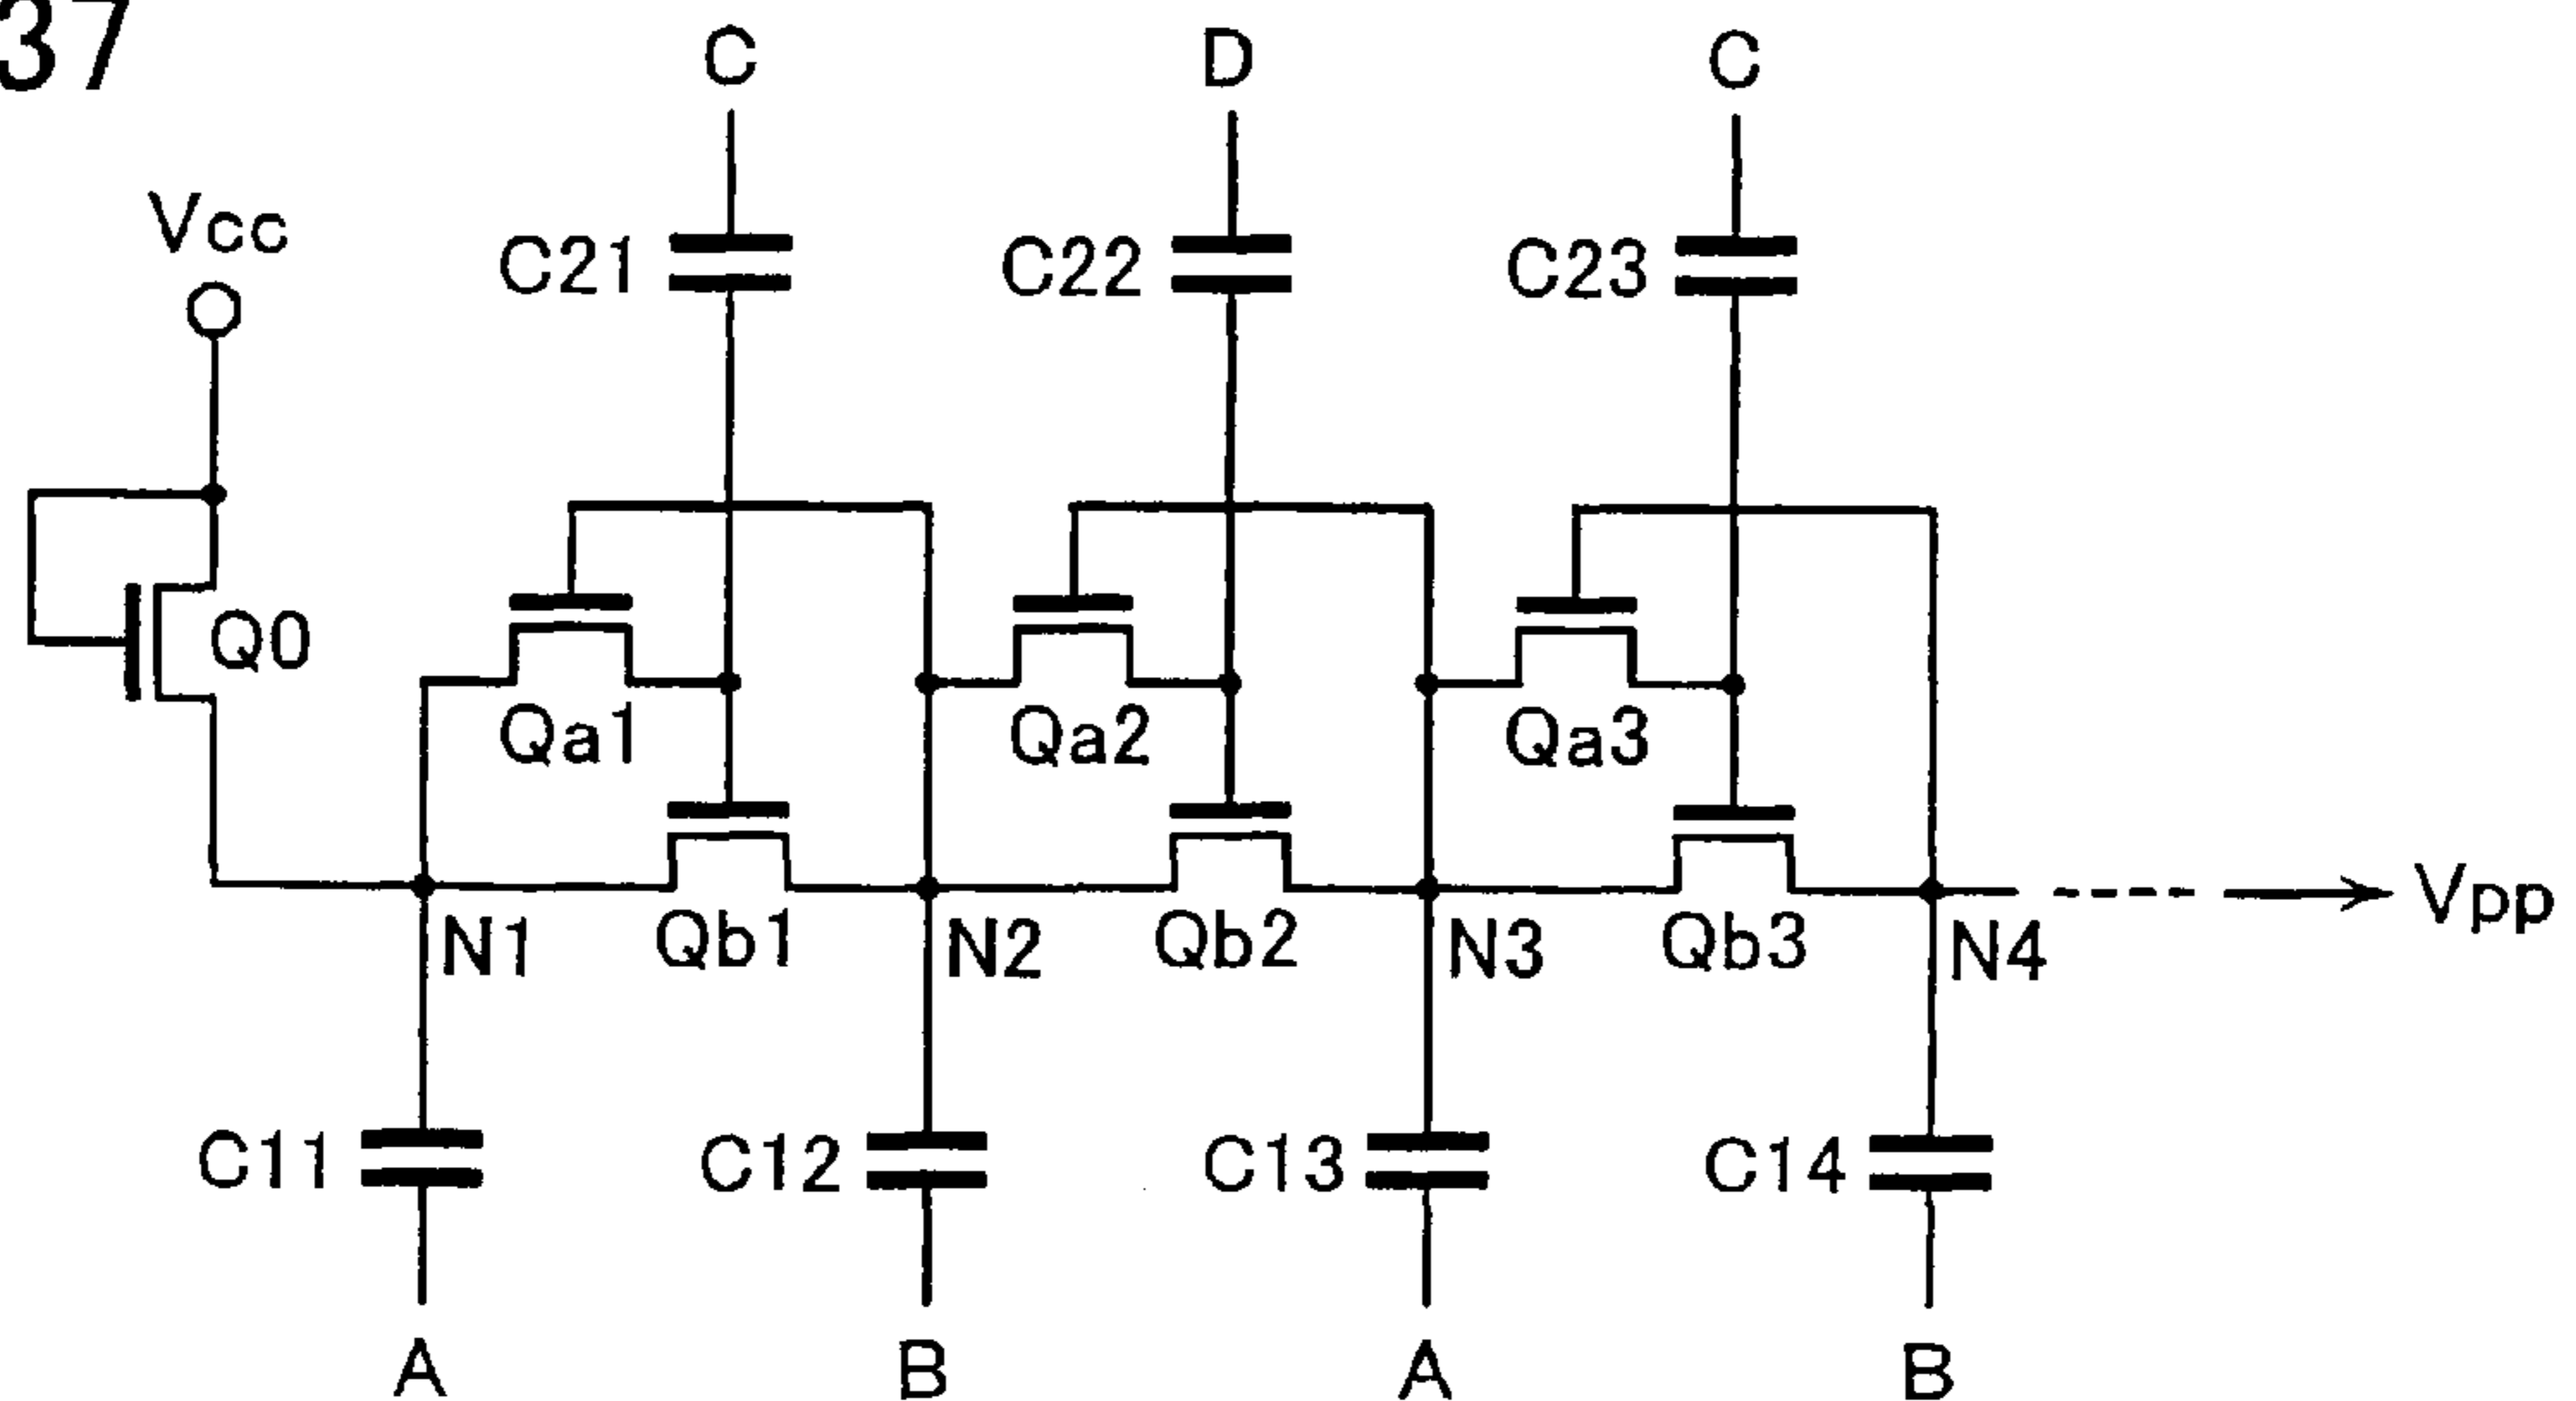 37
C D C
Vcc
C21 C22 C23
Q0
Qa1 Qa2 Qa3
N1 Qb1 N2 Qb2 N3 Qb3 N4 Vpp
C11 C12 C13 C14
A B A B